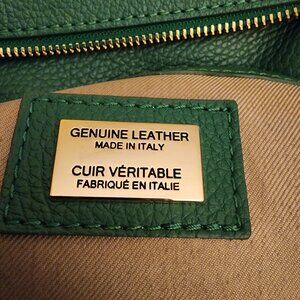 GENUINE LEATHER
MADE IN ITALY
CUIR VÉRITABLE
FABRIQUÉ EN ITALIE